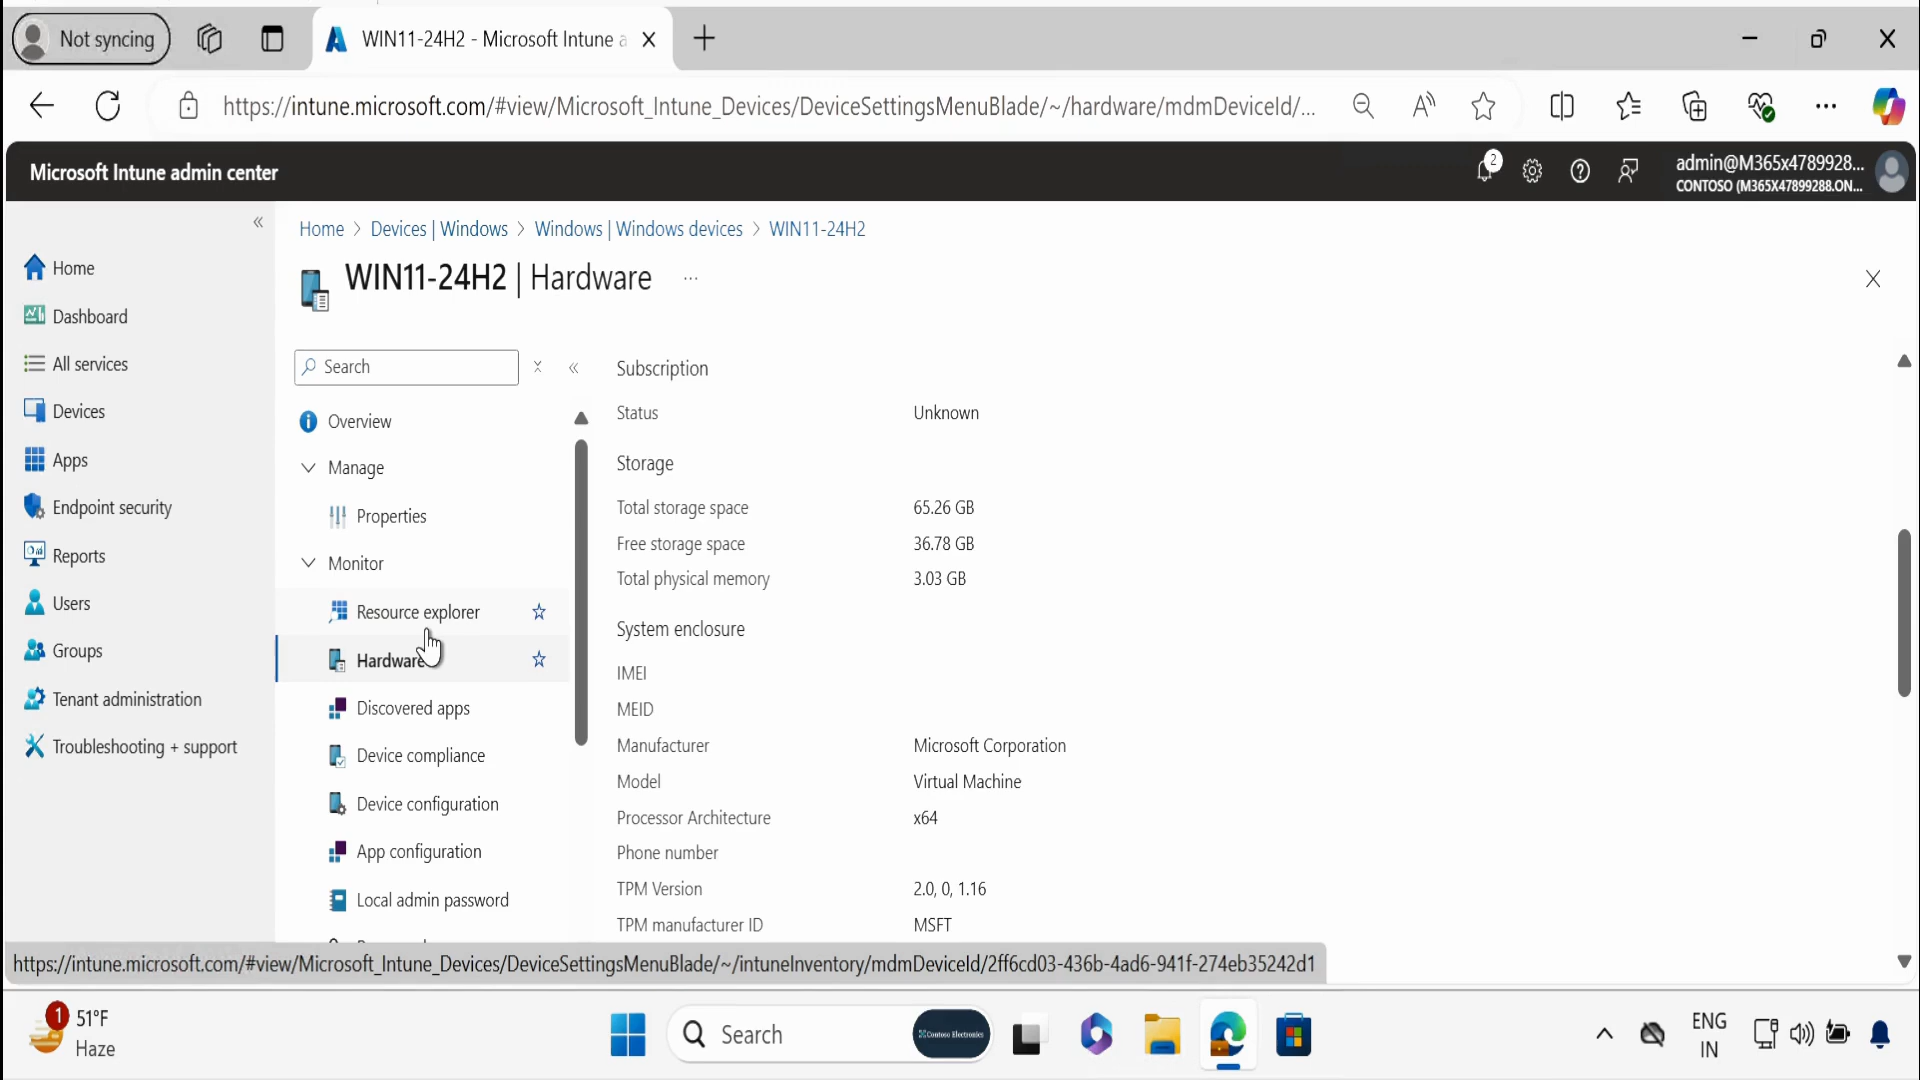 Not syncing
WIN11-24H2 - Microsoft Intune a
https://intune.microsoft.com/#view/Microsoft_Intune_Devices/DeviceSettingsMenuBlade/~/hardware/mdmDeviceId/...
Microsoft Intune admin center
2
admin@M365x4789928...
CONTOSO (M365X47899288.ON...
Home > Devices | Windows > Windows | Windows devices > WIN11-24H2
WIN11-24H2 | Hardware ...
Home
Dashboard
All services
Devices
Apps
Endpoint security
Reports
Users
Groups
Tenant administration
Troubleshooting + support
Search
Overview
Manage
Properties
Monitor
Resource explorer
Hardware
Discovered apps
Device compliance
Device configuration
App configuration
Local admin password
Subscription
Status Unknown
Storage
Total storage space 65.26 GB
Free storage space 36.78 GB
Total physical memory 3.03 GB
System enclosure
IMEI
MEID
Manufacturer Microsoft Corporation
Model Virtual Machine
Processor Architecture x64
Phone number
TPM Version 2.0, 0, 1.16
TPM manufacturer ID MSFT
https://intune.microsoft.com/#view/Microsoft_Intune_Devices/DeviceSettingsMenuBlade/~/intuneInventory/mdmDeviceId/2ff6cd03-436b-4ad6-941f-274eb35242d1
1
51°F
Haze
Search
Contoso Electronics
ENG
IN